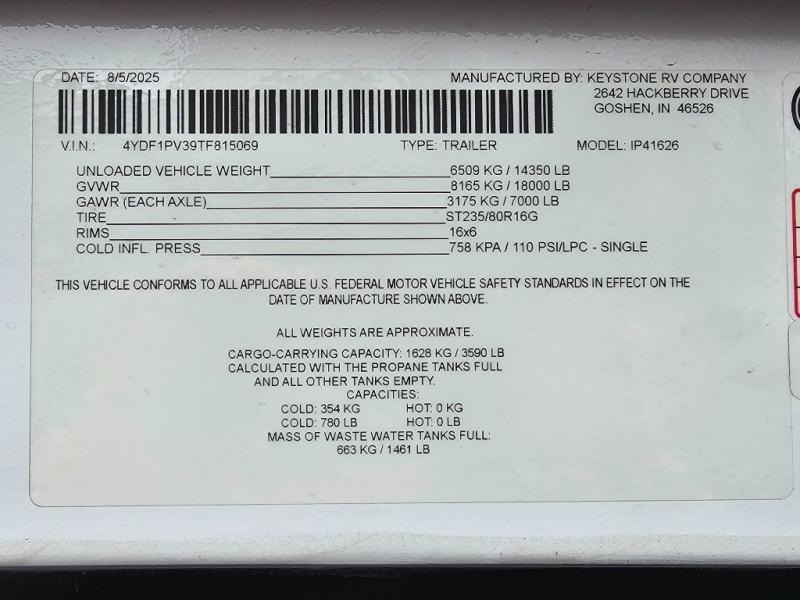 DATE: 8/5/2025 MANUFACTURED BY: KEYSTONE RV COMPANY
2642 HACKBERRY DRIVE
GOSHEN, IN 46526
V.I.N.: 4YDF1PV39TF815069 TYPE: TRAILER MODEL: IP41626
UNLOADED VEHICLE WEIGHT 6509 KG / 14350 LB
GVWR 8165 KG / 18000 LB
GAWR (EACH AXLE) 3175 KG / 7000 LB
TIRE ST235/80R16G
RIMS 16x6
COLD INFL. PRESS 758 KPA / 110 PSI/LPC - SINGLE
THIS VEHICLE CONFORMS TO ALL APPLICABLE U.S. FEDERAL MOTOR VEHICLE SAFETY STANDARDS IN EFFECT ON THE
DATE OF MANUFACTURE SHOWN ABOVE.
ALL WEIGHTS ARE APPROXIMATE.
CARGO-CARRYING CAPACITY: 1628 KG / 3590 LB
CALCULATED WITH THE PROPANE TANKS FULL
AND ALL OTHER TANKS EMPTY.
CAPACITIES:
COLD: 354 KG HOT: 0 KG
COLD: 780 LB HOT: 0 LB
MASS OF WASTE WATER TANKS FULL:
663 KG / 1461 LB